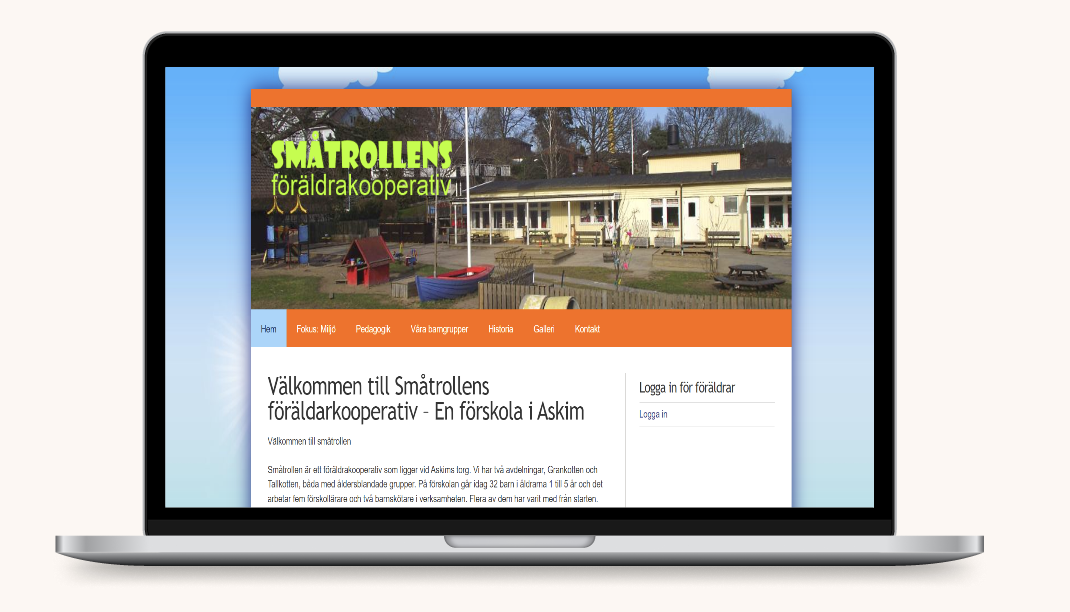 SMÅTROLLENS
föräldrakooperativ
Hem Fokus: Miljö Pedagogik Våra barngrupper Historia Galleri Kontakt
Välkommen till Småtrollens
föräldarkooperativ - En förskola i Askim
Välkommen till småtrollen
Småtrollen är ett föräldrakooperativ som ligger vid Askims torg. Vi har två avdelningar, Grankotten och
Tallkotten, båda med åldersblandade grupper. På förskolan går idag 32 barn i åldrarna 1 till 5 år och det
arbetar fem förskollärare och två barnskötare i verksamheten. Flera av dem har varit med från starten.
Logga in för föräldrar
Logga in